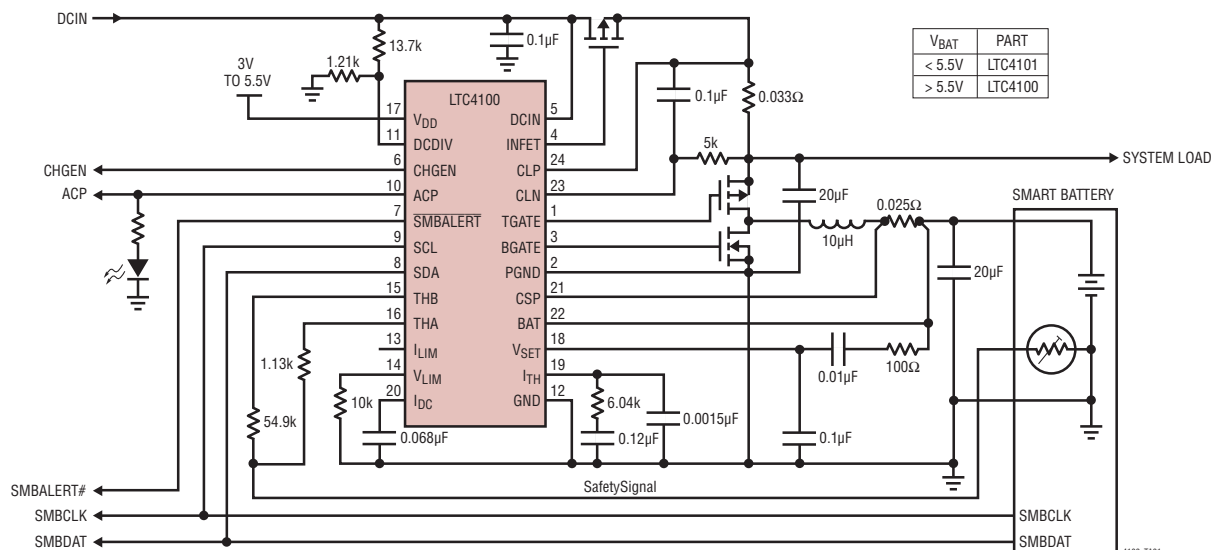 DCIN
0.1µF
13.7k
1.21k
3V
TO 5.5V
VBAT PART
< 5.5V LTC4101
> 5.5V LTC4100
LTC4100
17 VDD
11 DCDIV
6 CHGEN
10 ACP
7 SMBALERT
9 SCL
8 SDA
15 THB
16 THA
13 ILIM
14 VLIM
20 IDC
DCIN 5
INFET 4
CLP 24
CLN 23
TGATE 1
BGATE 3
PGND 2
CSP 21
BAT 22
VSET 18
ITH 19
GND 12
0.1µF
0.033Ω
5k
SYSTEM LOAD
CHGEN
ACP
20µF
0.025Ω
10µH
SMART BATTERY
20µF
1.13k
54.9k
10k
0.068µF
6.04k
0.12µF
0.0015µF
0.01µF
100Ω
0.1µF
SafetySignal
SMBALERT#
SMBCLK
SMBDAT
SMBCLK
SMBDAT